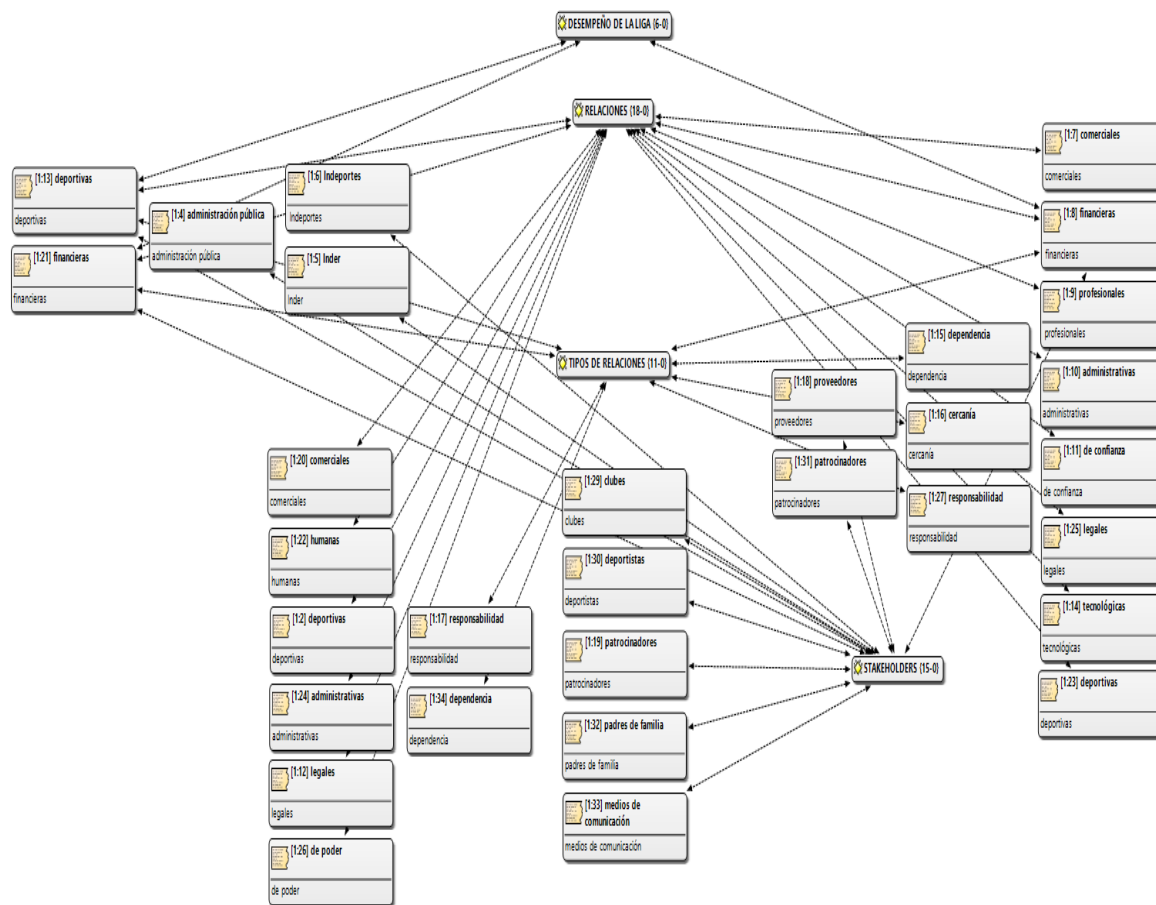 DESEMPEÑO DE LA LIGA {6-0}
RELACIONES {18-0}
[1:7] comerciales
comerciales
[1:13] deportivas
deportivas
[1:6] Indeportes
Indeportes
[1:4] administración pública
administración pública
[1:8] financieras
financieras
[1:21] financieras
financieras
[1:5] Inder
Inder
[1:9] profesionales
profesionales
[1:15] dependencia
dependencia
TIPOS DE RELACIONES {11-0}
[1:18] proveedores
proveedores
[1:10] administrativas
administrativas
[1:16] cercanía
cercanía
[1:11] de confianza
de confianza
[1:20] comerciales
comerciales
[1:31] patrocinadores
patrocinadores
[1:29] clubes
clubes
[1:27] responsabilidad
responsabilidad
[1:25] legales
legales
[1:22] humanas
humanas
[1:30] deportistas
deportistas
[1:14] tecnológicas
tecnológicas
[1:2] deportivas
deportivas
[1:17] responsabilidad
responsabilidad
[1:19] patrocinadores
patrocinadores
STAKEHOLDERS {15-0}
[1:23] deportivas
deportivas
[1:24] administrativas
administrativas
[1:34] dependencia
dependencia
[1:32] padres de familia
padres de familia
[1:12] legales
legales
[1:33] medios de
comunicación
medios de comunicación
[1:26] de poder
de poder